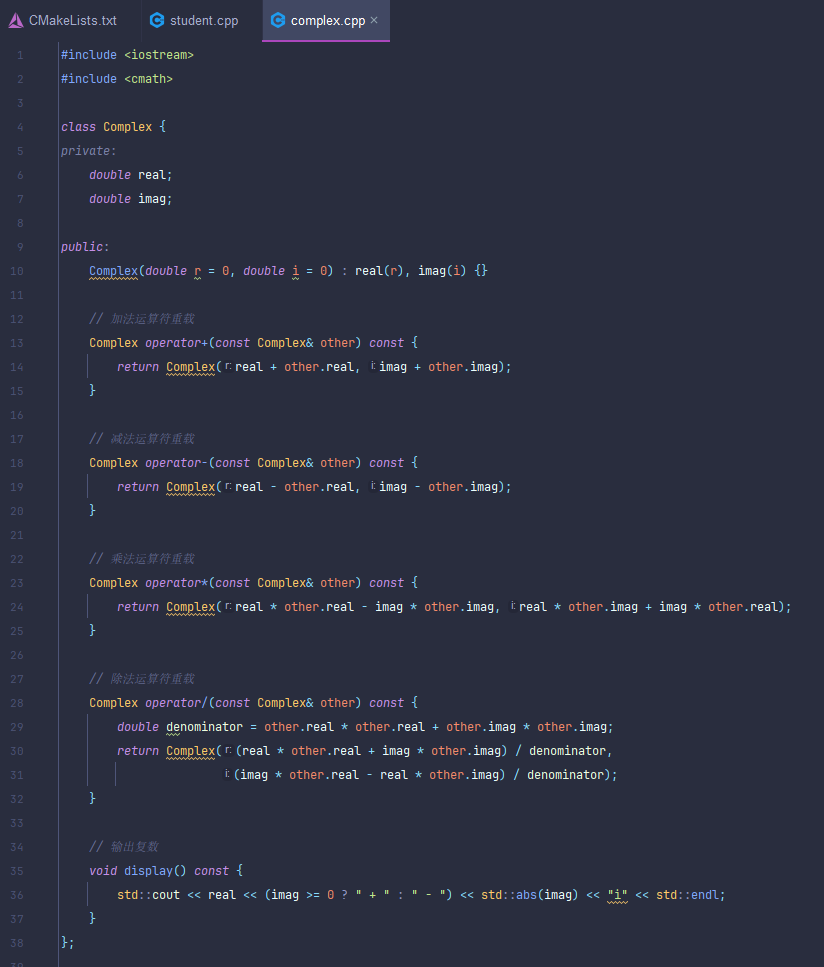 CMakeLists.txt student.cpp complex.cpp ×
1 #include <iostream>
2 #include <cmath>
3
4 class Complex {
5 private:
6     double real;
7     double imag;
8
9 public:
10     Complex(double r = 0, double i = 0) : real(r), imag(i) {}
11
12     // 加法运算符重载
13     Complex operator+(const Complex& other) const {
14         return Complex(r: real + other.real, i: imag + other.imag);
15     }
16
17     // 减法运算符重载
18     Complex operator-(const Complex& other) const {
19         return Complex(r: real - other.real, i: imag - other.imag);
20     }
21
22     // 乘法运算符重载
23     Complex operator*(const Complex& other) const {
24         return Complex(r: real * other.real - imag * other.imag, i: real * other.imag + imag * other.real);
25     }
26
27     // 除法运算符重载
28     Complex operator/(const Complex& other) const {
29         double denominator = other.real * other.real + other.imag * other.imag;
30         return Complex(r: (real * other.real + imag * other.imag) / denominator,
31                        i: (imag * other.real - real * other.imag) / denominator);
32     }
33
34     // 输出复数
35     void display() const {
36         std::cout << real << (imag >= 0 ? " + " : " - ") << std::abs(imag) << "i" << std::endl;
37     }
38 };
39